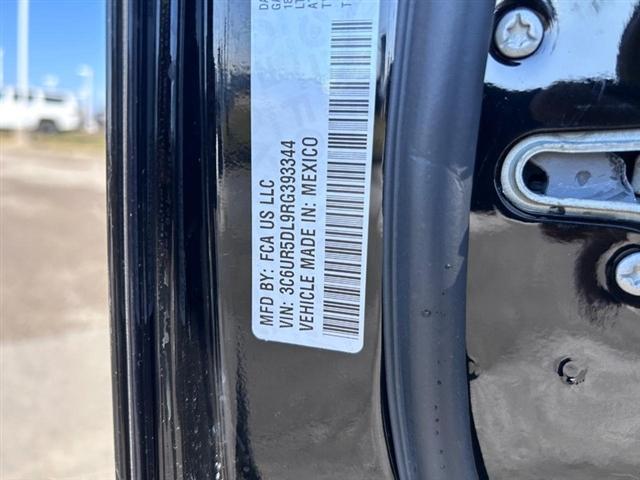 MFD BY: FCA US LLC
VIN: 3C6UR5DL9RG393344
VEHICLE MADE IN: MEXICO